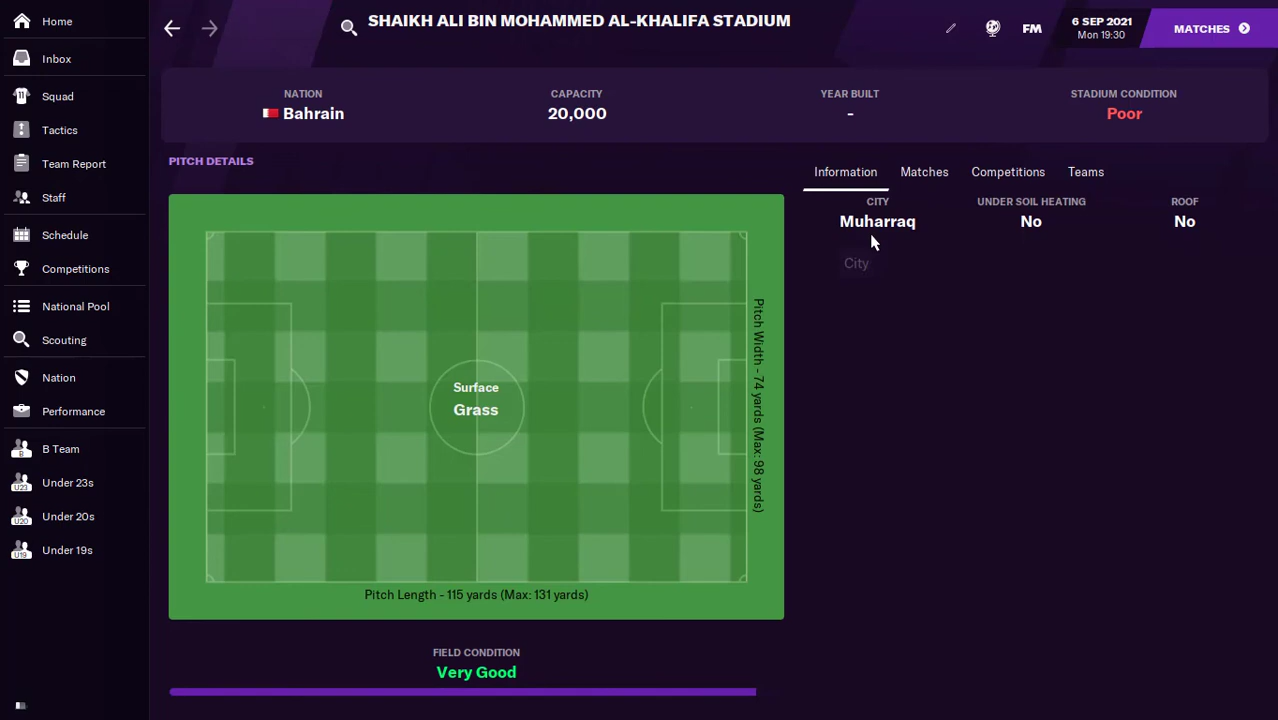 Home
Inbox
Squad
Tactics
Team Report
Staff
Schedule
Competitions
National Pool
Scouting
Nation
Performance
B Team
Under 23s
Under 20s
Under 19s
11
B
U23
U20
U19
SHAIKH ALI BIN MOHAMMED AL-KHALIFA STADIUM
FM
6 SEP 2021
Mon 19:30
MATCHES
NATION
Bahrain
CAPACITY
20,000
YEAR BUILT
-
STADIUM CONDITION
Poor
PITCH DETAILS
Surface
Grass
Pitch Width - 74 yards (Max: 98 yards)
Pitch Length - 115 yards (Max: 131 yards)
FIELD CONDITION
Very Good
Information Matches Competitions Teams
CITY
Muharraq
UNDER SOIL HEATING
No
ROOF
No
City